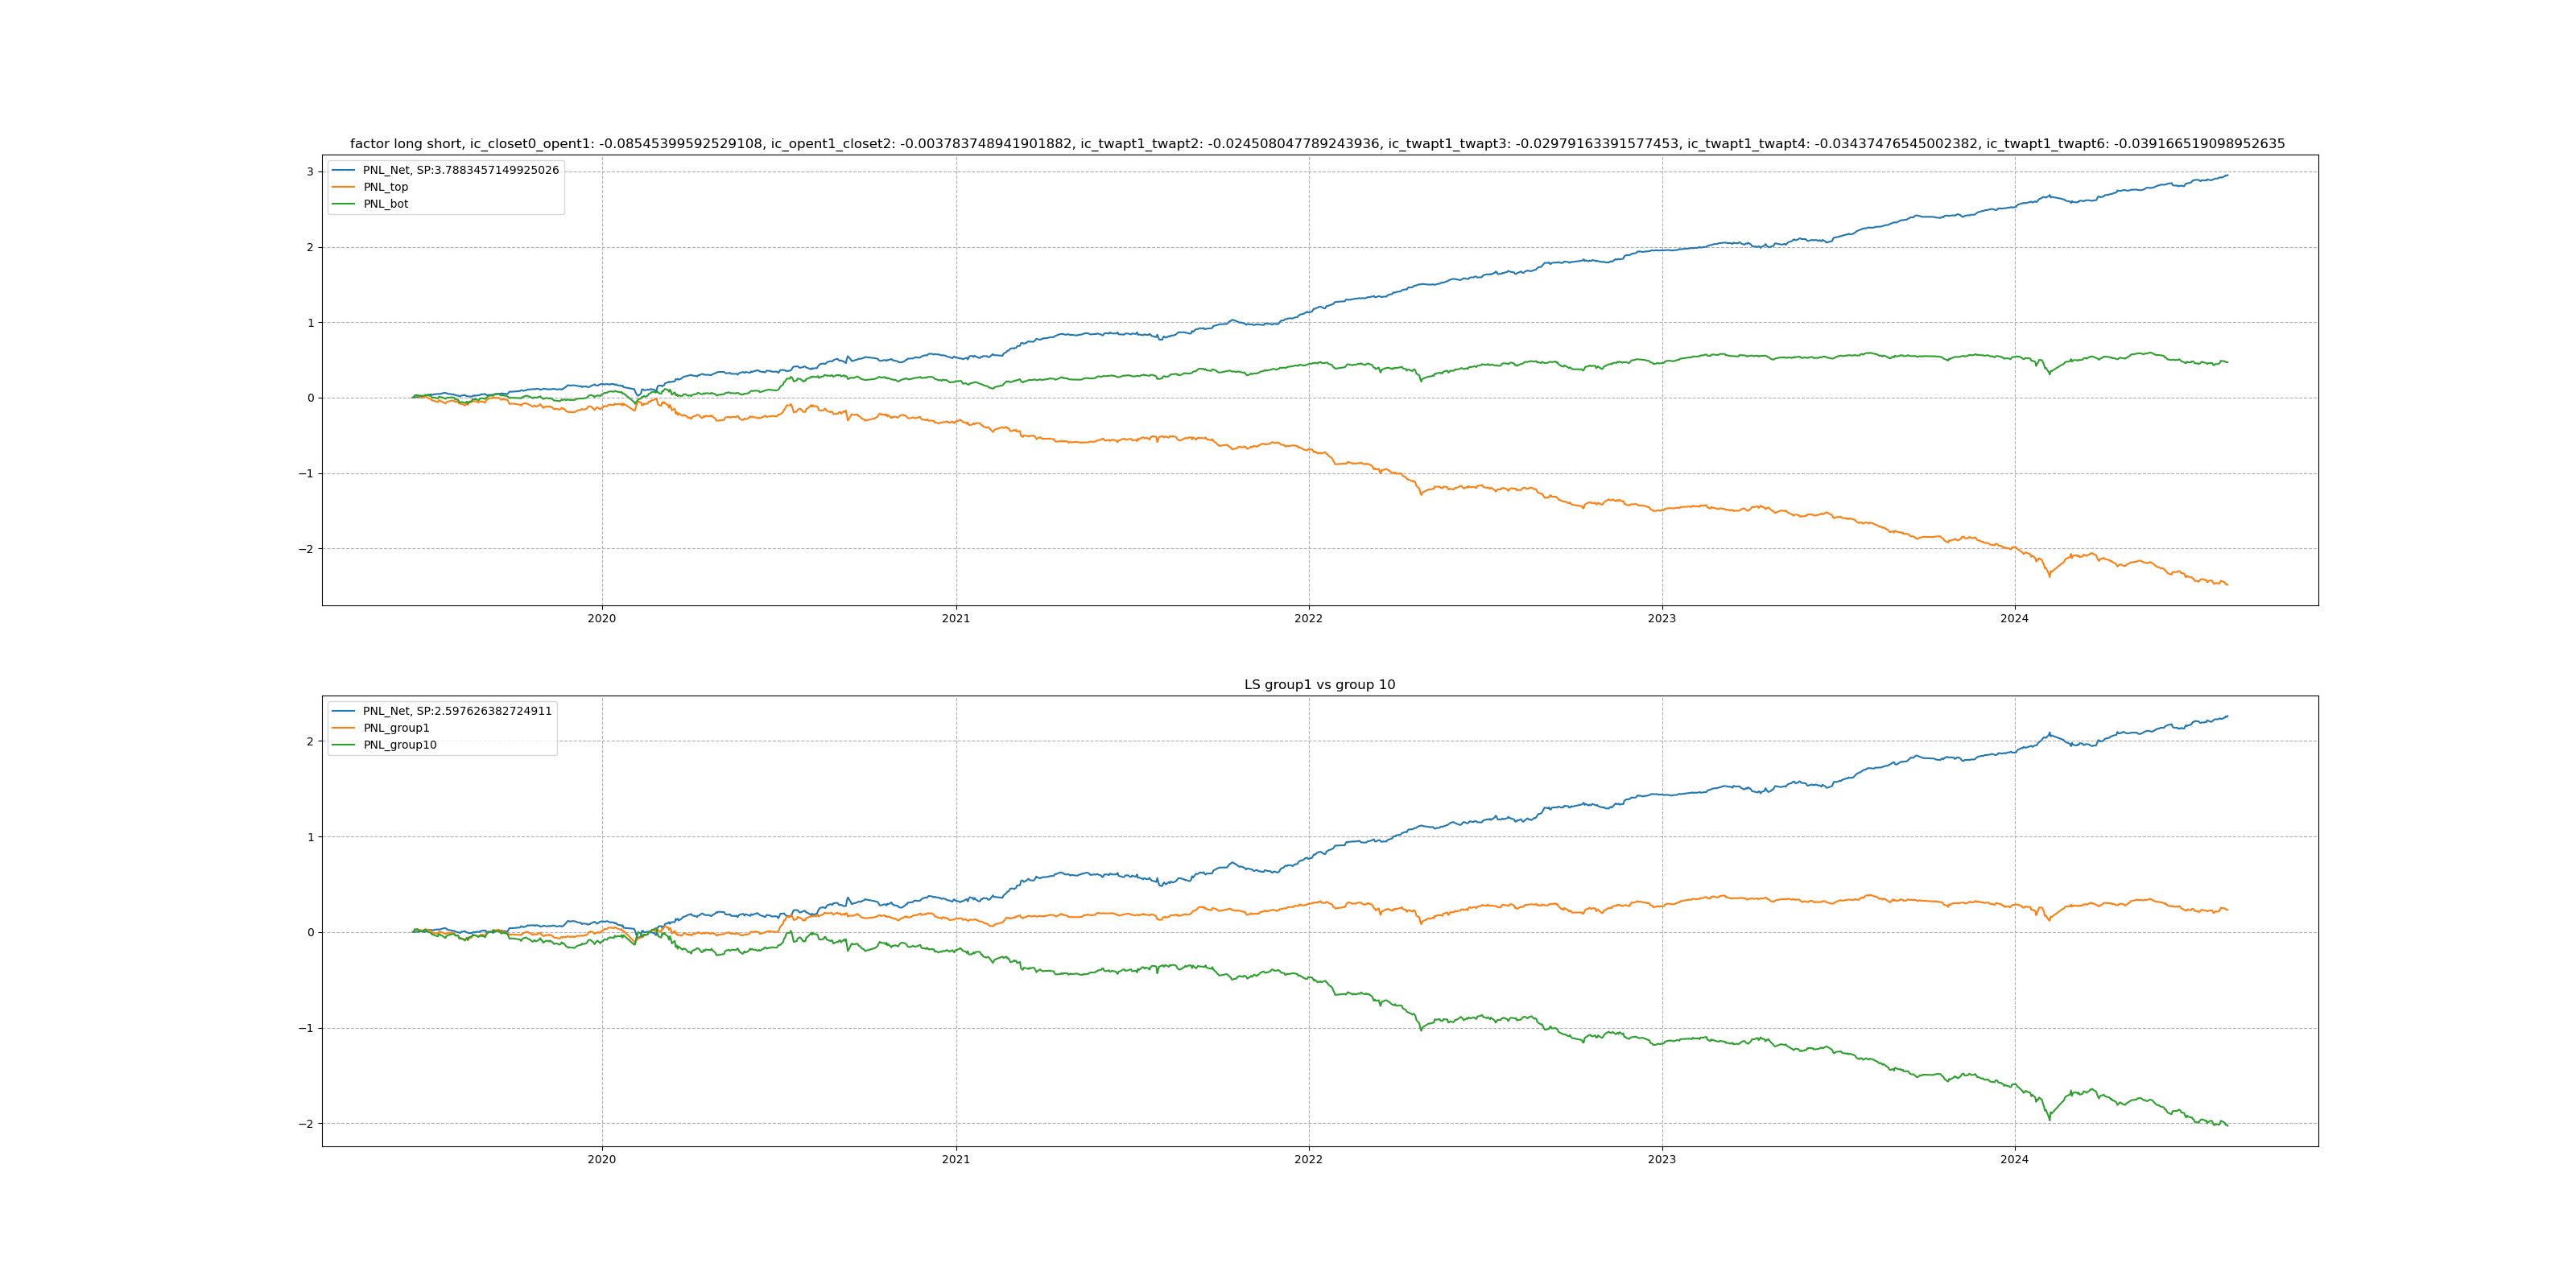 factor long short, ic_closet0_opent1: -0.08545399592529108, ic_opent1_closet2: -0.003783748941901882, ic_twapt1_twapt2: -0.024508047789243936, ic_twapt1_twapt3: -0.02979163391577453, ic_twapt1_twapt4: -0.03437476545002382, ic_twapt1_twapt6: -0.039166519098952635
PNL_Net, SP:3.7883457149925026
PNL_top
PNL_bot
3
2
1
0
−1
−2
2020 2021 2022 2023 2024
LS group1 vs group 10
PNL_Net, SP:2.597626382724911
PNL_group1
PNL_group10
2
1
0
−1
−2
2020 2021 2022 2023 2024